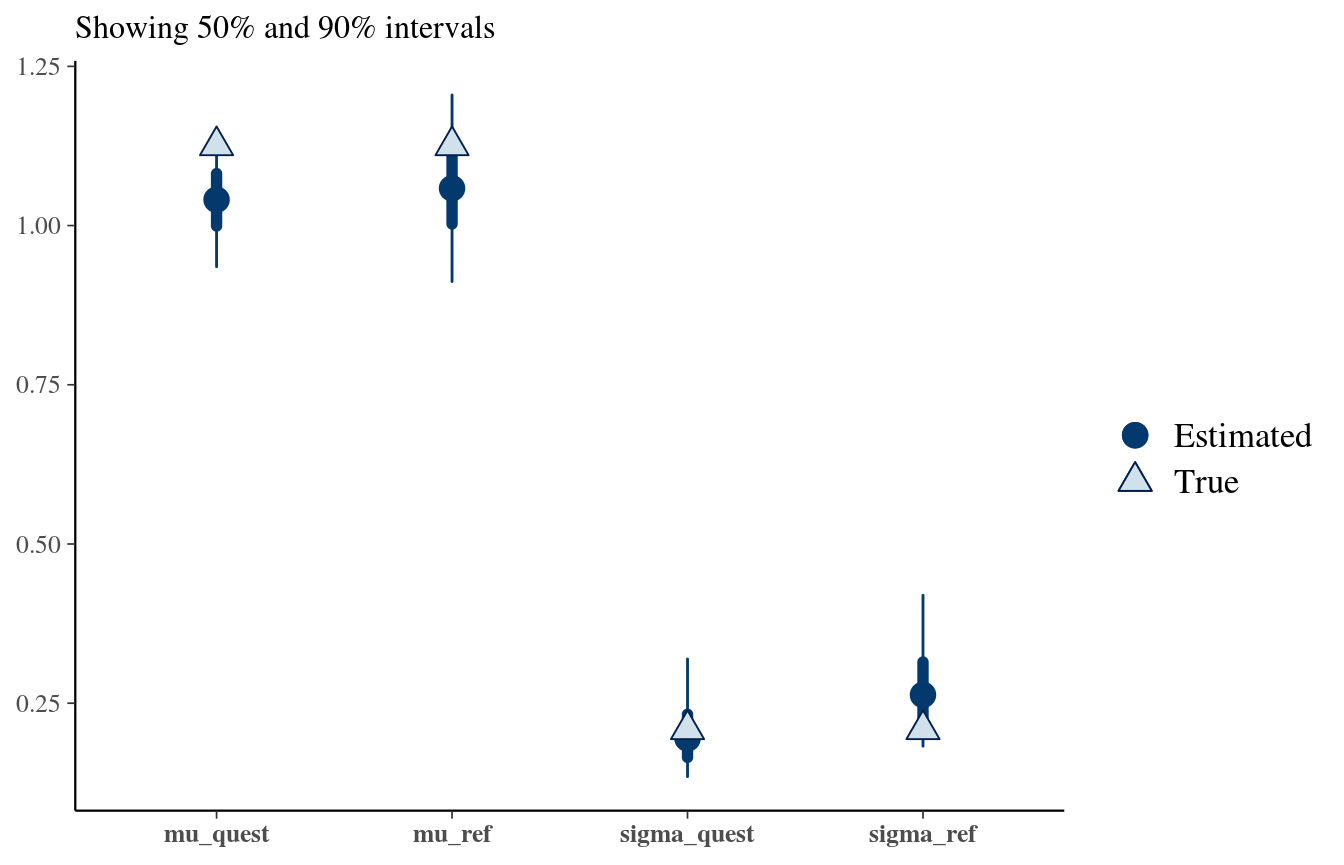 Showing 50% and 90% intervals
1.25
1.00
0.75
0.50
0.25
Estimated
True
mu_quest mu_ref sigma_quest sigma_ref